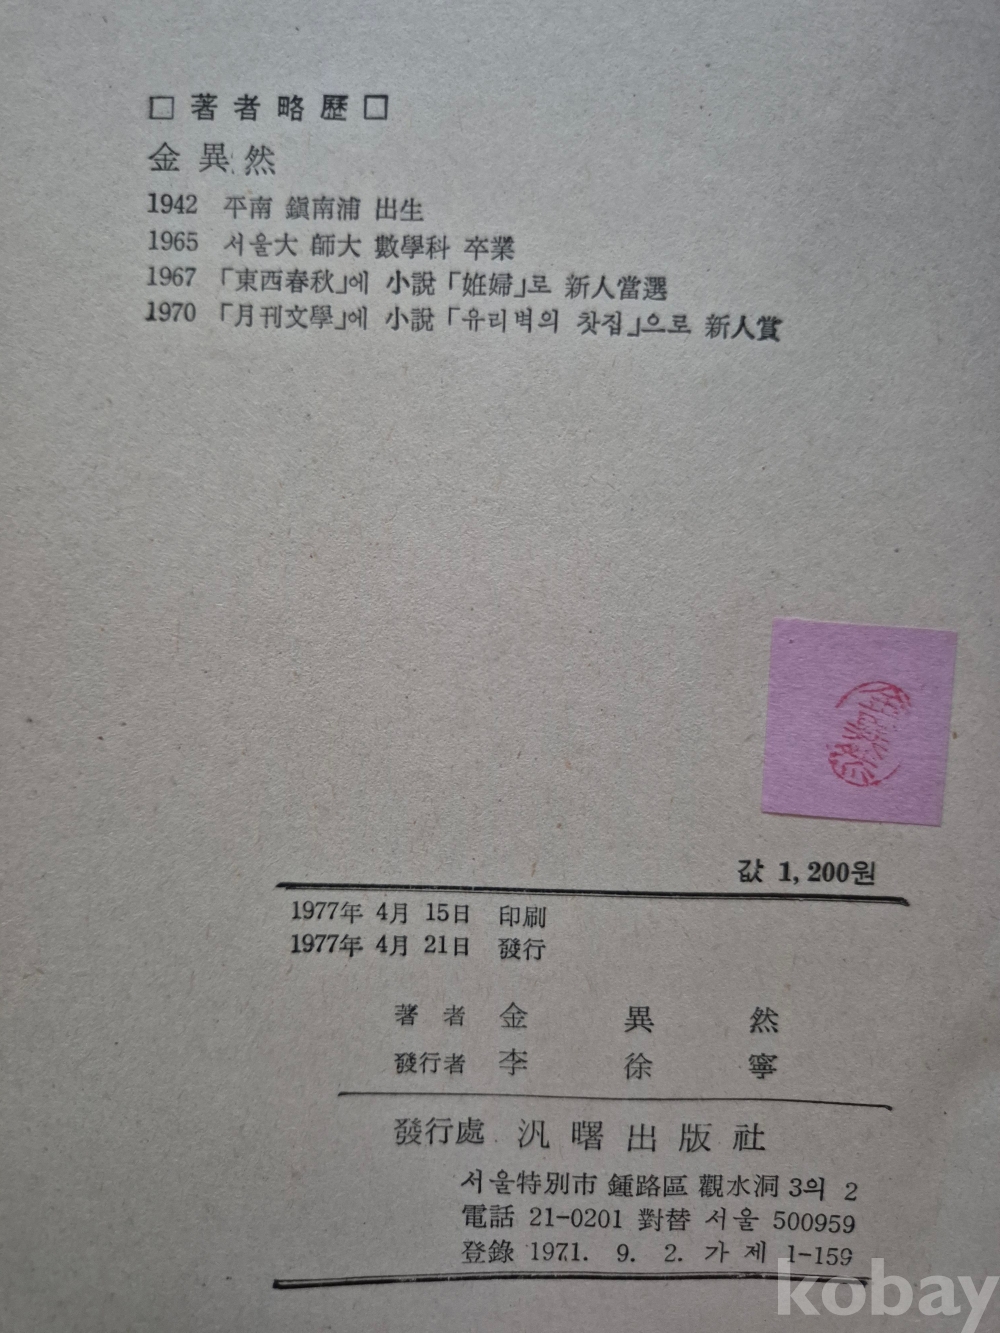 □ 著者略歷 □
金異然
1942 平南 鎭南浦 出生
1965 서울大 師大 數學科 卒業
1967 「東西春秋」에 小說 「姙婦」로 新人當選
1970 「月刊文學」에 小說 「유리벽의 찻집」으로 新人賞
값 1,200원
1977年 4月 15日 印刷
1977年 4月 21日 發行
著者 金異然
發行者 李徐寧
發行處 汎曙出版社
서울特別市 鍾路區 觀水洞 3의 2
電話 21-0201 對替 서울 500959
登錄 1971. 9. 2. 가 제 1-159
kobay